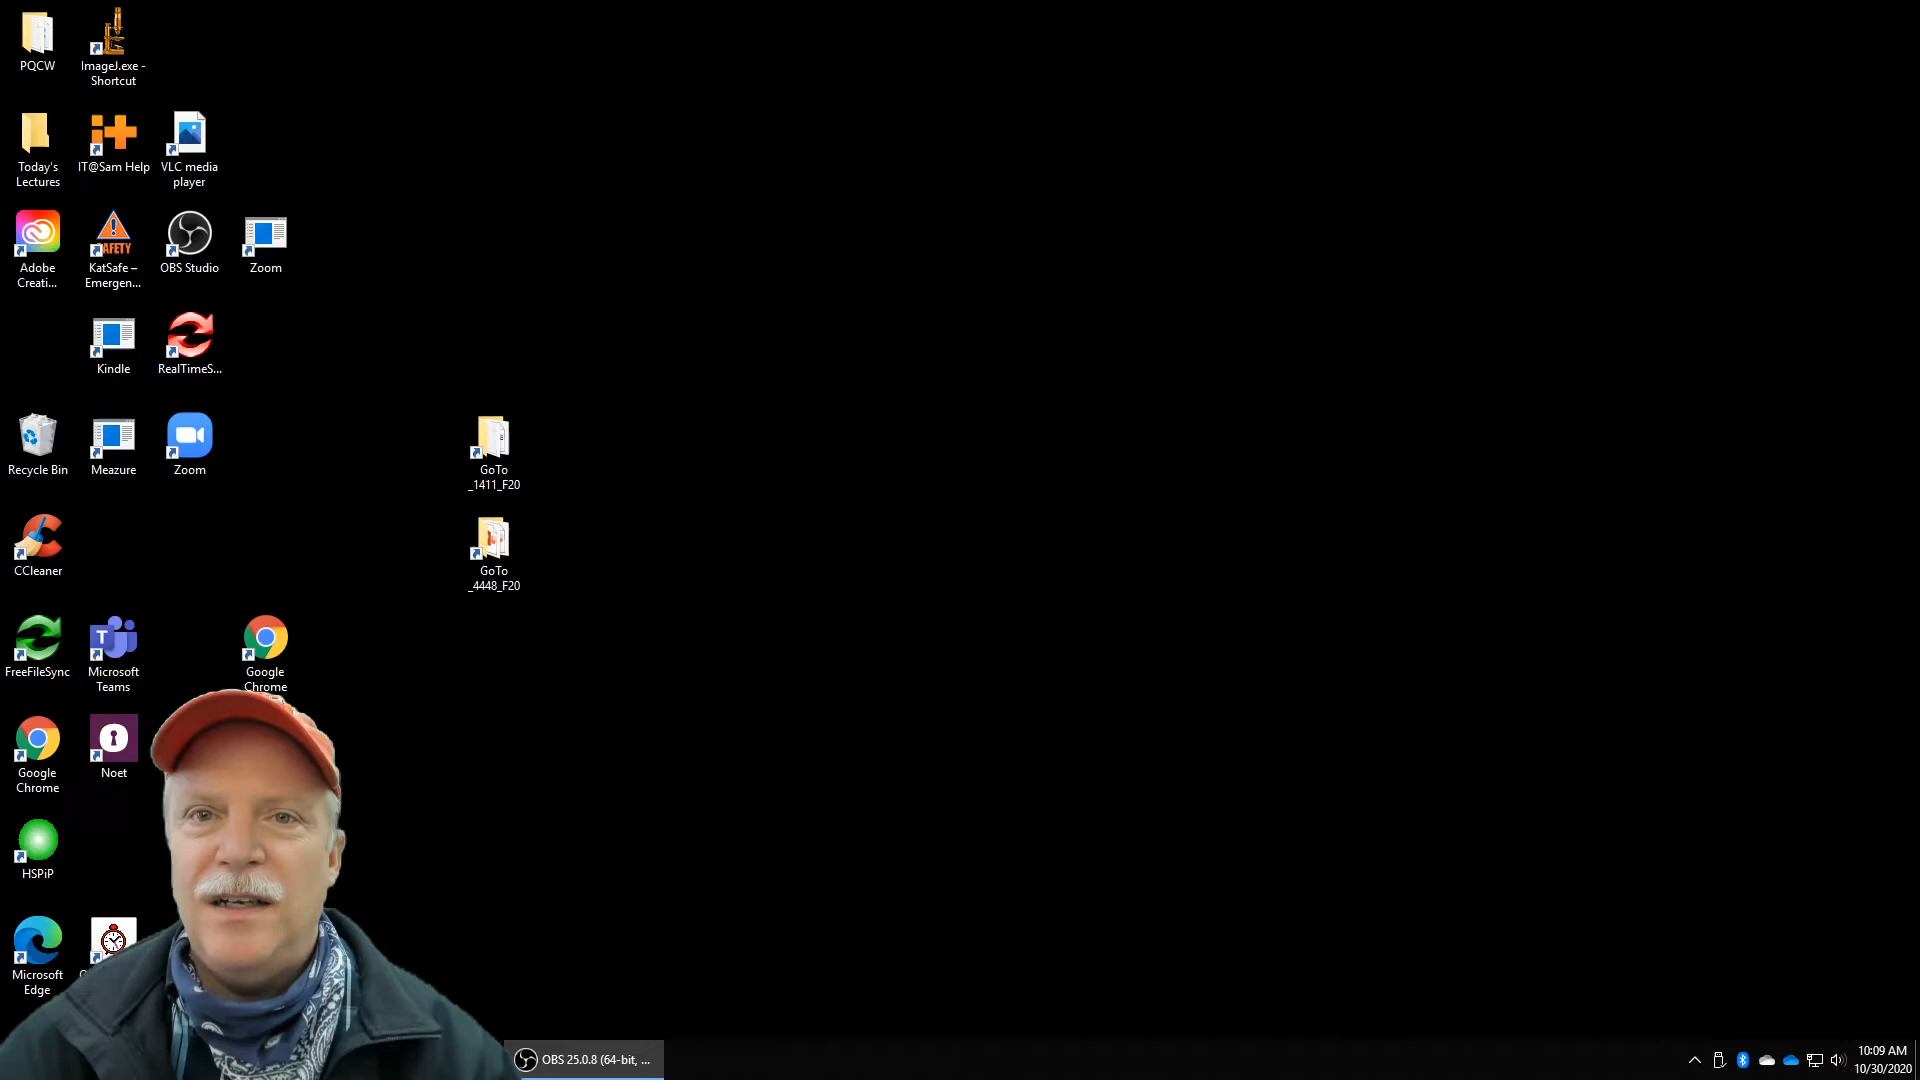 PQCW
ImageJ.exe -
Shortcut
Today's
Lectures
IT@Sam Help
VLC media
player
Adobe
Creati...
SAFETY
KatSafe –
Emergen...
OBS Studio
Zoom
Kindle
RealTimeS...
Recycle Bin
Meazure
Zoom
GoTo
_1411_F20
CCleaner
GoTo
_4448_F20
FreeFileSync
T
Microsoft
Teams
Google
Chrome
Google
Chrome
Noet
HSPiP
Microsoft
Edge
OBS 25.0.8 (64-bit, ...
10:09 AM
10/30/2020